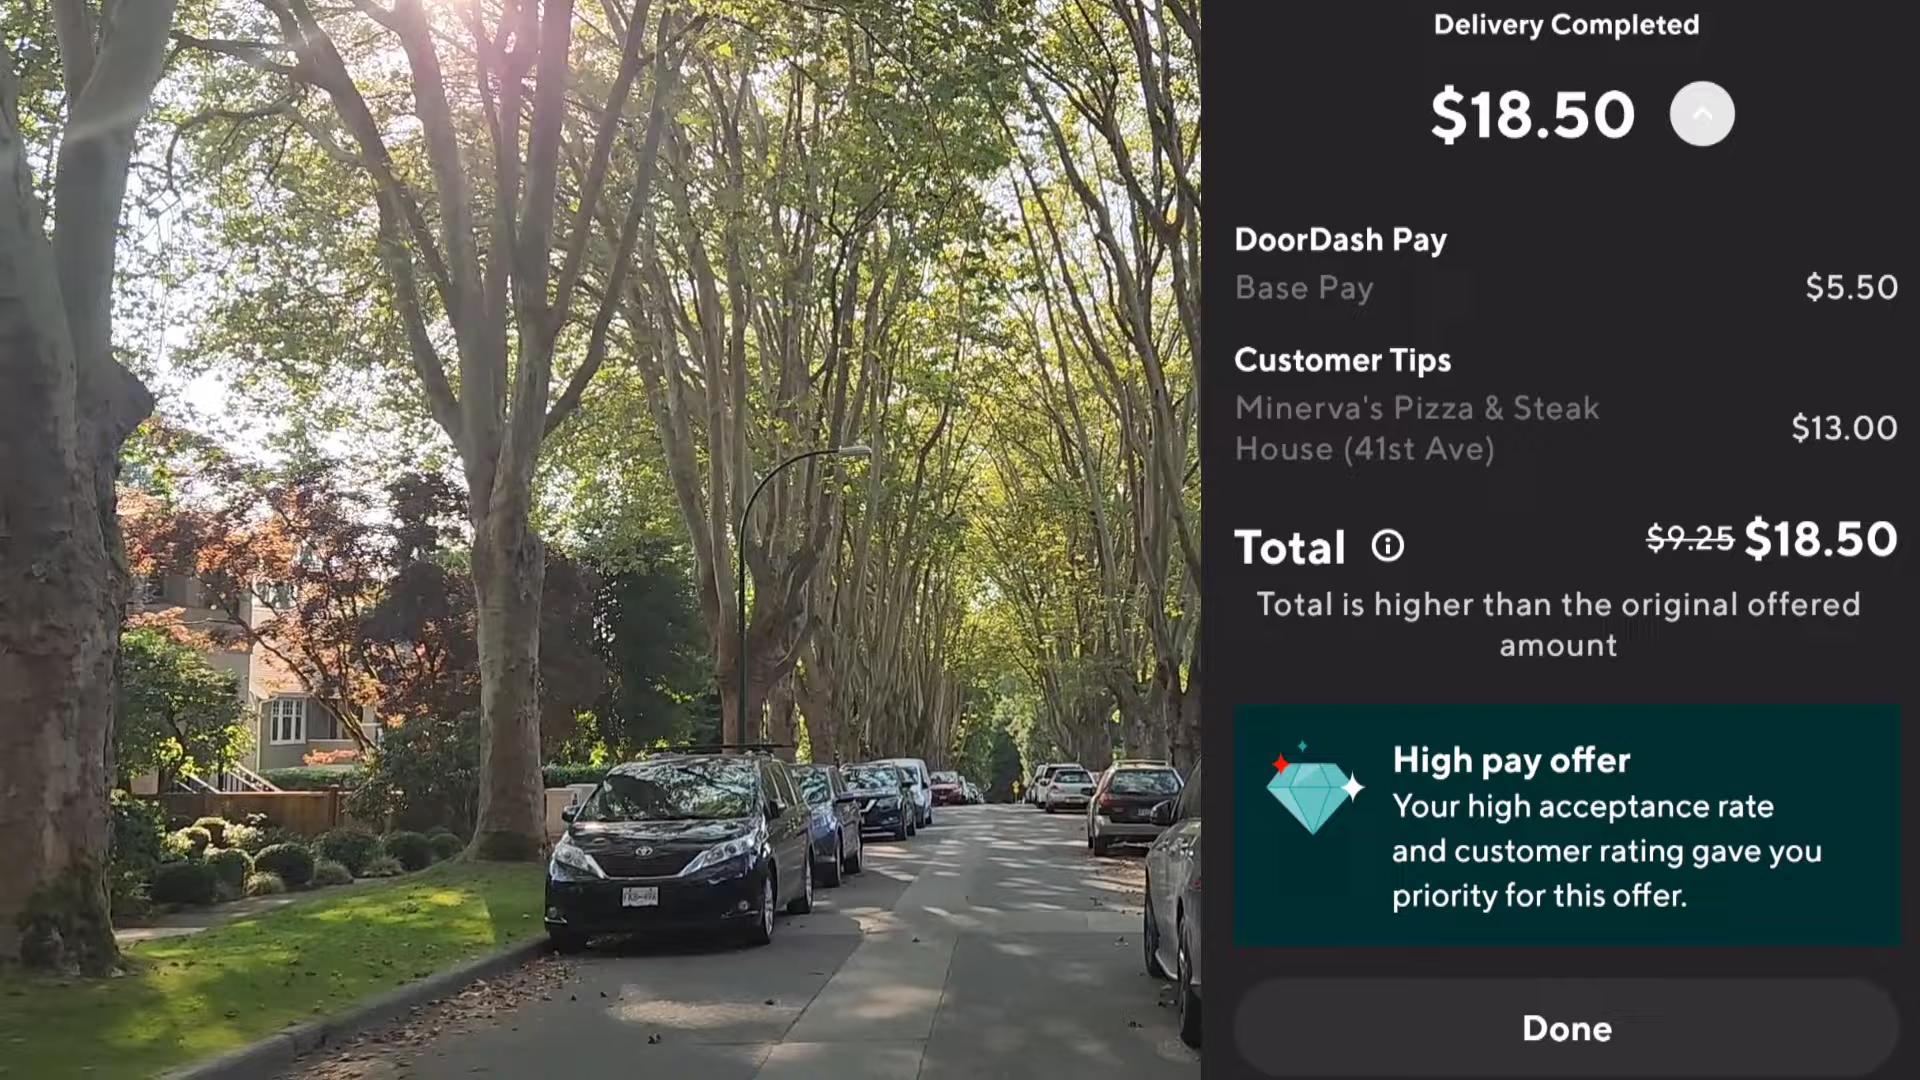 Delivery Completed
$18.50
DoorDash Pay
Base Pay $5.50
Customer Tips
Minerva's Pizza & Steak
House (41st Ave) $13.00
Total $9.25 $18.50
Total is higher than the original offered
amount
High pay offer
Your high acceptance rate
and customer rating gave you
priority for this offer.
Done